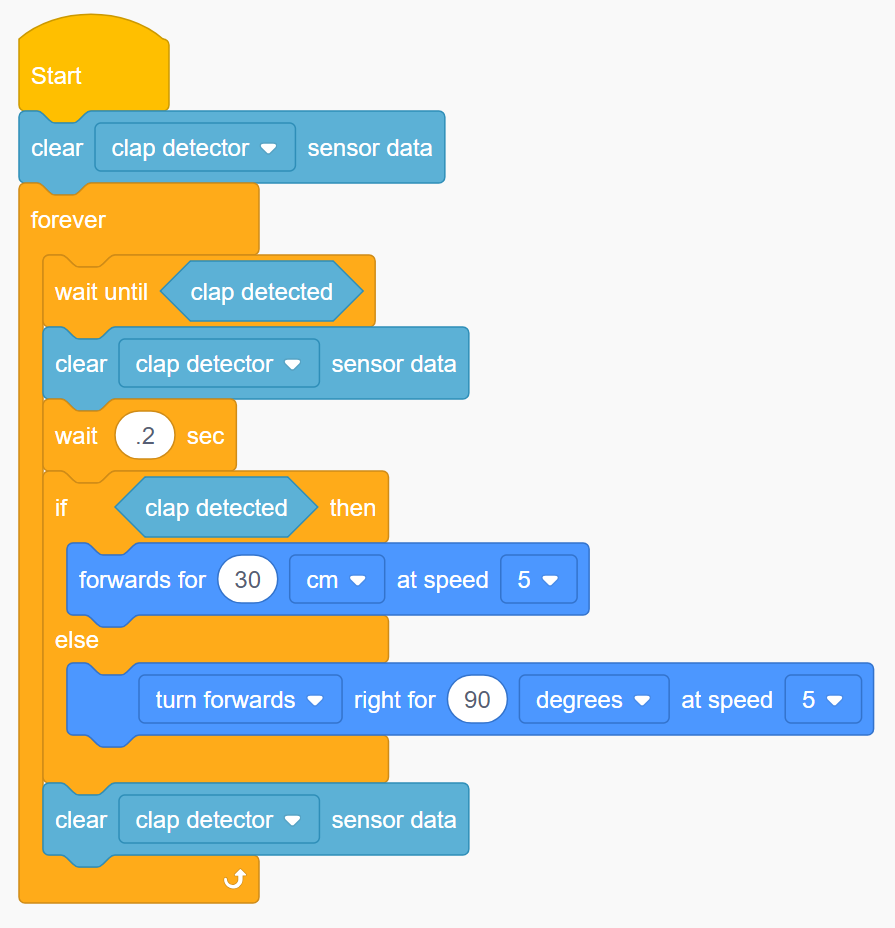 Start
clear clap detector sensor data
forever
wait until clap detected
clear clap detector sensor data
wait .2 sec
if clap detected then
forwards for 30 cm at speed 5
else
turn forwards right for 90 degrees at speed 5
clear clap detector sensor data